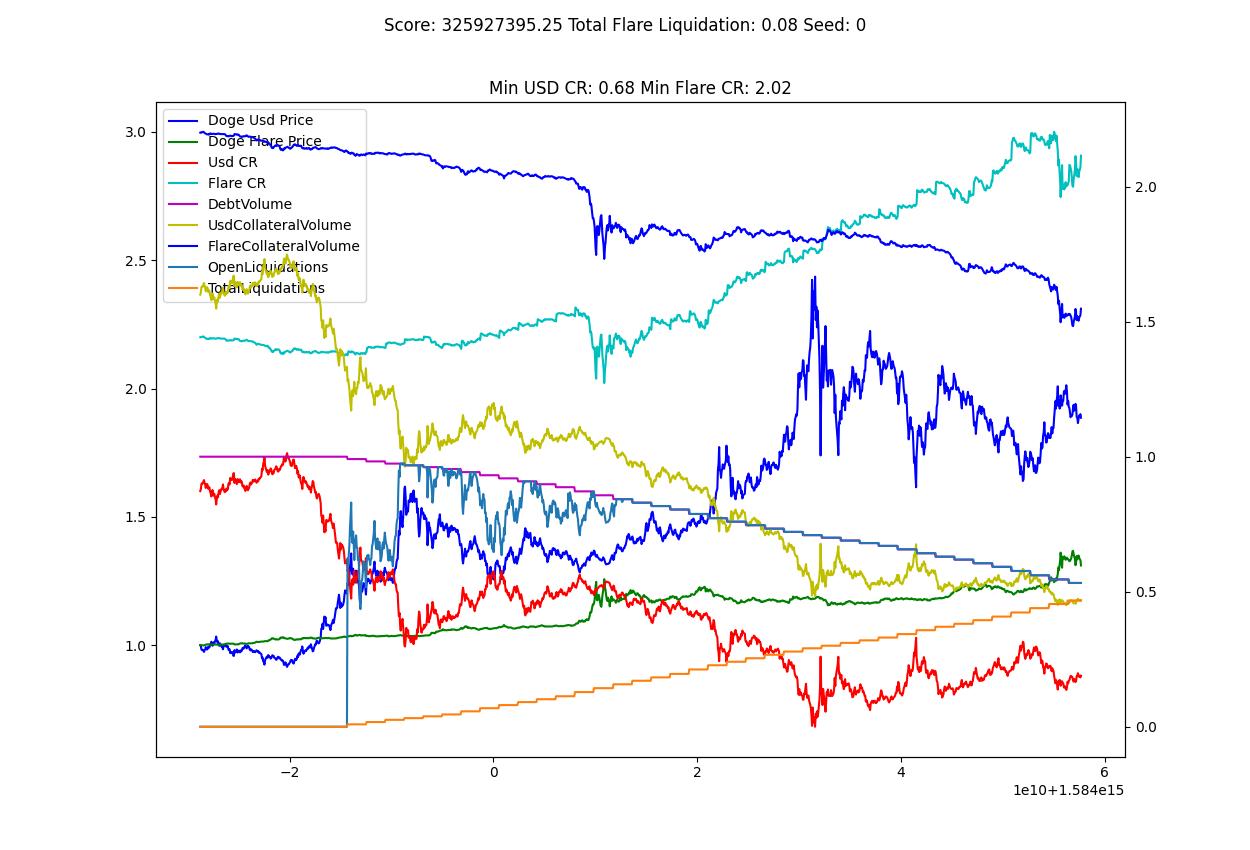 Score: 325927395.25 Total Flare Liquidation: 0.08 Seed: 0
Min USD CR: 0.68 Min Flare CR: 2.02
Doge Usd Price
Doge Flare Price
Usd CR
Flare CR
DebtVolume
UsdCollateralVolume
FlareCollateralVolume
OpenLiquidations
TotalLiquidations
3.0
2.5
2.0
1.5
1.0
2.0
1.5
1.0
0.5
0.0
−2
0
2
4
6
1e10+1.584e15